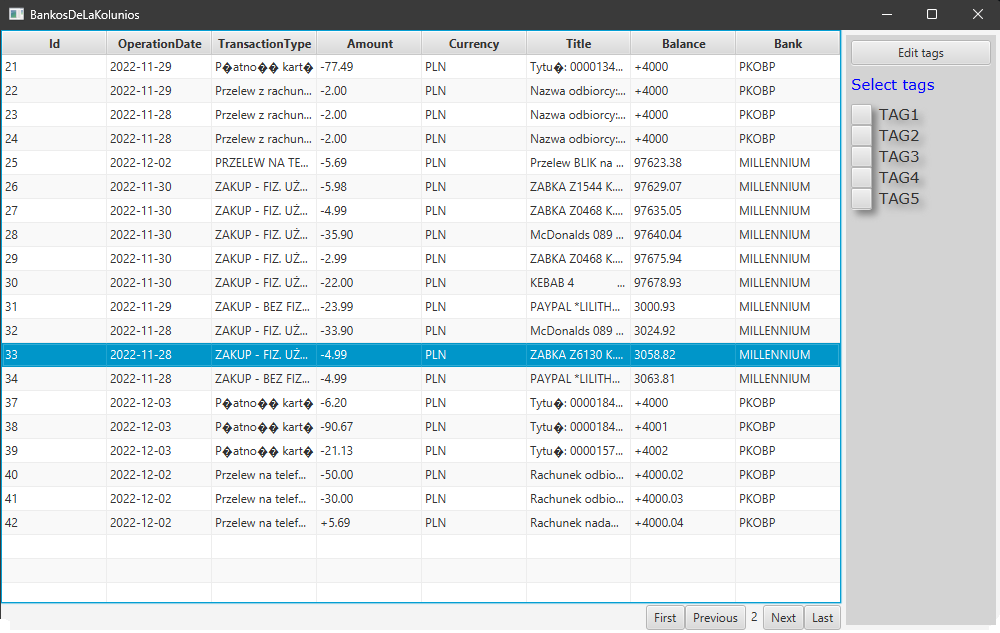 BankosDeLaKolunios
Id OperationDate TransactionType Amount Currency Title Balance Bank
21 2022-11-29 P�atno�� kart� -77.49 PLN Tytu�: 0000134... +4000 PKOBP
22 2022-11-29 Przelew z rachun... -2.00 PLN Nazwa odbiorcy:... +4000 PKOBP
23 2022-11-28 Przelew z rachun... -2.00 PLN Nazwa odbiorcy:... +4000 PKOBP
24 2022-11-28 Przelew z rachun... -2.00 PLN Nazwa odbiorcy:... +4000 PKOBP
25 2022-12-02 PRZELEW NA TE... -5.69 PLN Przelew BLIK na ... 97623.38 MILLENNIUM
26 2022-11-30 ZAKUP - FIZ. UŻ... -5.98 PLN ZABKA Z1544 K.... 97629.07 MILLENNIUM
27 2022-11-30 ZAKUP - FIZ. UŻ... -4.99 PLN ZABKA Z0468 K.... 97635.05 MILLENNIUM
28 2022-11-30 ZAKUP - FIZ. UŻ... -35.90 PLN McDonalds 089 ... 97640.04 MILLENNIUM
29 2022-11-30 ZAKUP - FIZ. UŻ... -2.99 PLN ZABKA Z0468 K.... 97675.94 MILLENNIUM
30 2022-11-30 ZAKUP - FIZ. UŻ... -22.00 PLN KEBAB 4 ... 97678.93 MILLENNIUM
31 2022-11-29 ZAKUP - BEZ FIZ... -23.99 PLN PAYPAL *LILITH... 3000.93 MILLENNIUM
32 2022-11-28 ZAKUP - FIZ. UŻ... -33.90 PLN McDonalds 089 ... 3024.92 MILLENNIUM
33 2022-11-28 ZAKUP - FIZ. UŻ... -4.99 PLN ZABKA Z6130 K.... 3058.82 MILLENNIUM
34 2022-11-28 ZAKUP - BEZ FIZ... -4.99 PLN PAYPAL *LILITH... 3063.81 MILLENNIUM
37 2022-12-03 P�atno�� kart� -6.20 PLN Tytu�: 0000184... +4000 PKOBP
38 2022-12-03 P�atno�� kart� -90.67 PLN Tytu�: 0000184... +4001 PKOBP
39 2022-12-03 P�atno�� kart� -21.13 PLN Tytu�: 0000157... +4002 PKOBP
40 2022-12-02 Przelew na telef... -50.00 PLN Rachunek odbio... +4000.02 PKOBP
41 2022-12-02 Przelew na telef... -30.00 PLN Rachunek odbio... +4000.03 PKOBP
42 2022-12-02 Przelew na telef... +5.69 PLN Rachunek nada... +4000.04 PKOBP
First Previous 2 Next Last
Edit tags
Select tags
TAG1
TAG2
TAG3
TAG4
TAG5